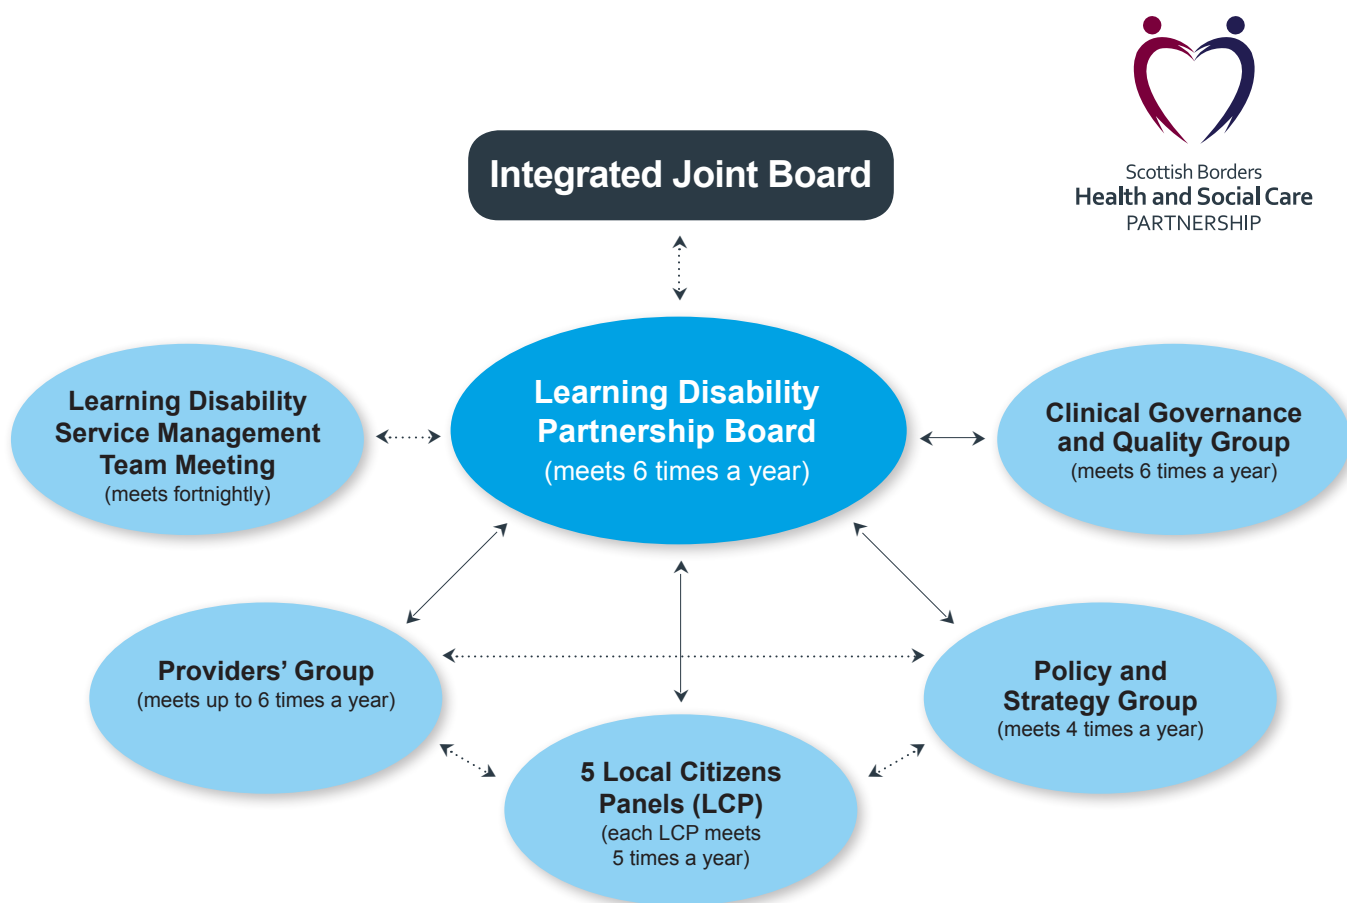 Scottish Borders
Health and Social Care
PARTNERSHIP
Integrated Joint Board
Learning Disability
Partnership Board
(meets 6 times a year)
Learning Disability
Service Management
Team Meeting
(meets fortnightly)
Clinical Governance
and Quality Group
(meets 6 times a year)
Providers’ Group
(meets up to 6 times a year)
Policy and
Strategy Group
(meets 4 times a year)
5 Local Citizens
Panels (LCP)
(each LCP meets
5 times a year)